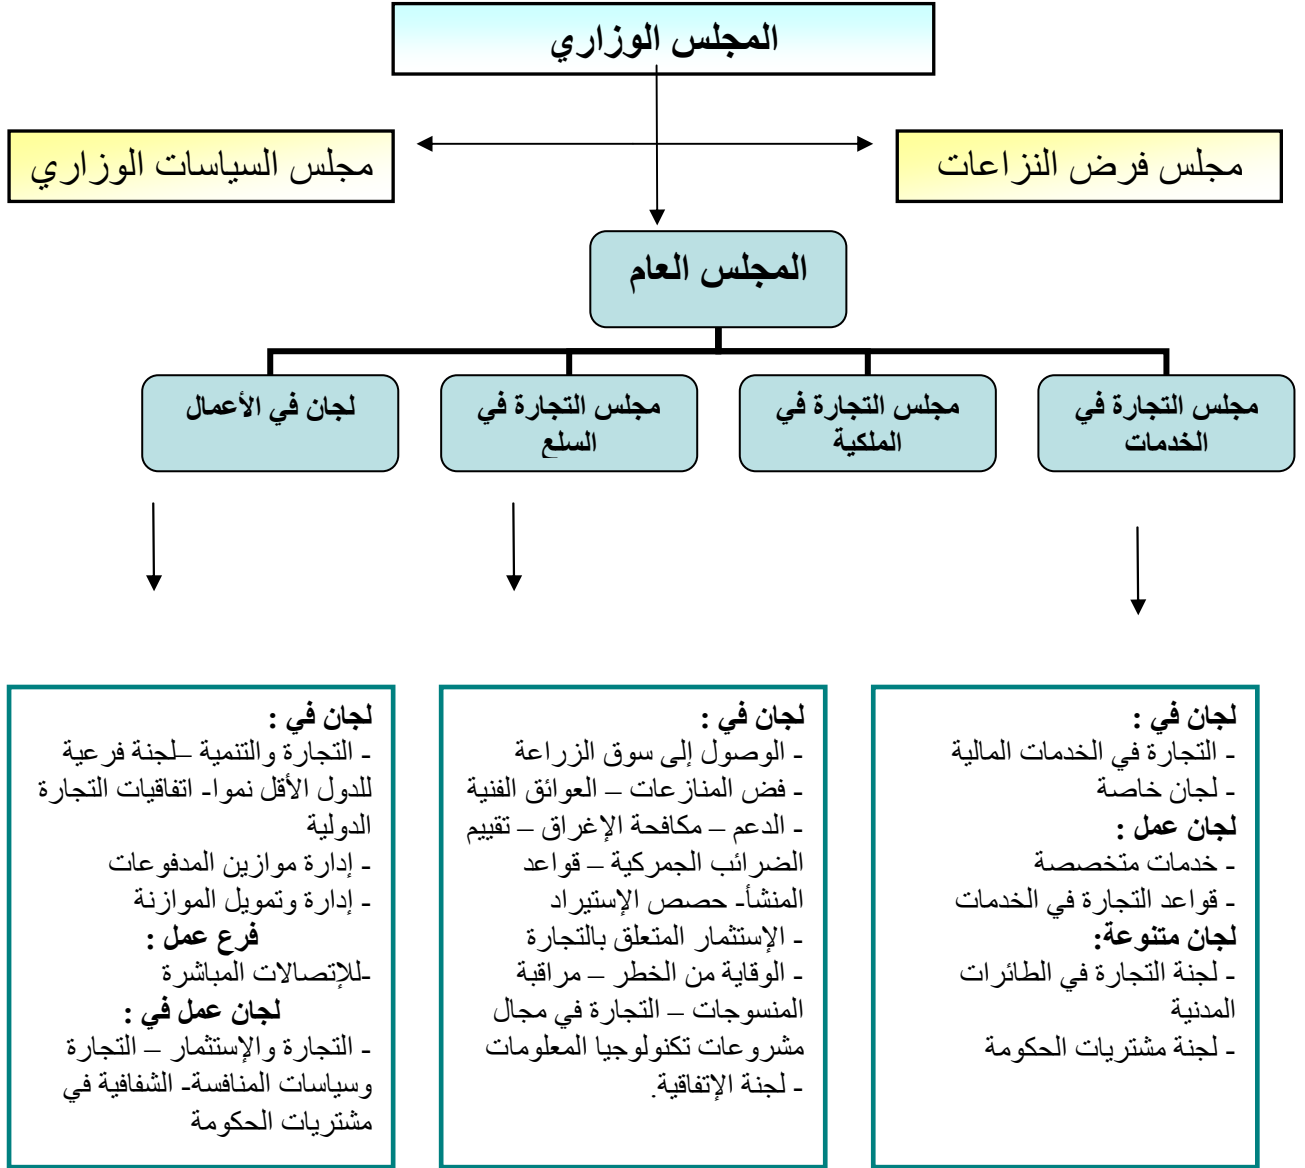 المجلس الوزاري
مجلس فرض النزاعات
مجلس السياسات الوزاري
المجلس العام
مجلس التجارة في
الخدمات
مجلس التجارة في
الملكية
مجلس التجارة في
السلع
لجان في الأعمال
لجان في :
- التجارة في الخدمات المالية
- لجان خاصة
لجان عمل :
- خدمات متخصصة
- قواعد التجارة في الخدمات
لجان متنوعة:
- لجنة التجارة في الطائرات
المدنية
- لجنة مشتريات الحكومة
لجان في :
- الوصول إلى سوق الزراعة
- فض المنازعات – العوائق الفنية
- الدعم – مكافحة الإغراق – تقييم
الضرائب الجمركية – قواعد
المنشأ- حصص الإستيراد
- الإستثمار المتعلق بالتجارة
- الوقاية من الخطر – مراقبة
المنسوجات – التجارة في مجال
مشروعات تكنولوجيا المعلومات
- لجنة الإتفاقية.
لجان في :
- التجارة والتنمية –لجنة فرعية
للدول الأقل نموا- اتفاقيات التجارة
الدولية
- إدارة موازين المدفوعات
- إدارة وتمويل الموازنة
فرع عمل :
-للإتصالات المباشرة
لجان عمل في :
- التجارة والإستثمار – التجارة
وسياسات المنافسة- الشفافية في
مشتريات الحكومة